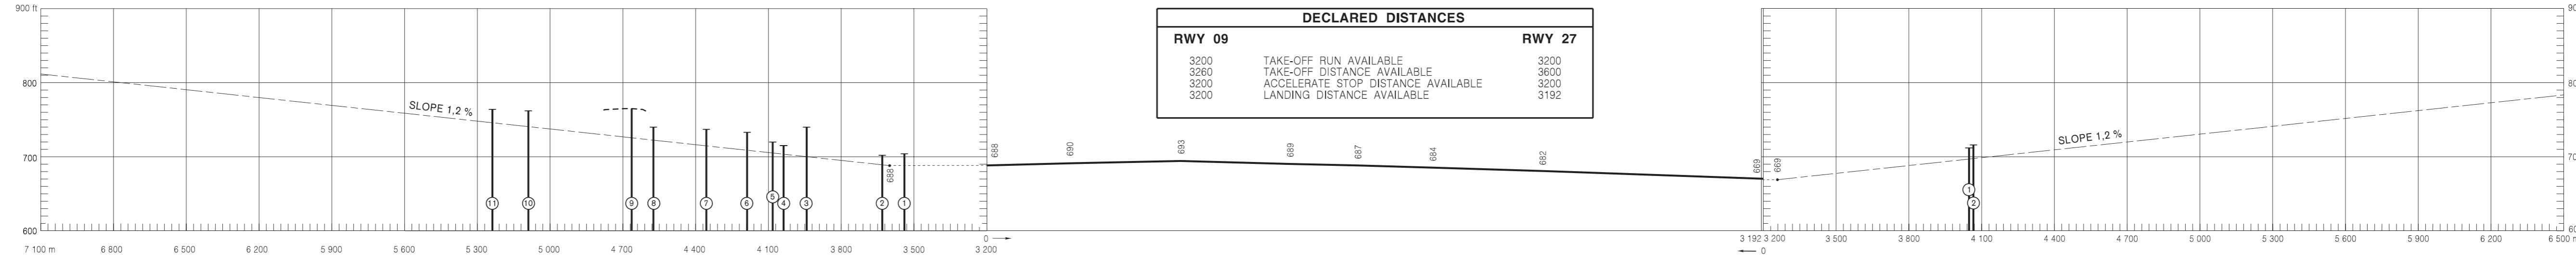 900 ft
800
700
600
SLOPE 1,2 %
11
10
9
8
7
6
5
4
3
2
1
688
7 100 m 6 800 6 500 6 200 5 900 5 600 5 300 5 000 4 700 4 400 4 100 3 800 3 500 3 200
0
688 690 693 689 687 684 682 669
DECLARED DISTANCES
RWY 09 RWY 27
3200 TAKE-OFF RUN AVAILABLE 3200
3260 TAKE-OFF DISTANCE AVAILABLE 3600
3200 ACCELERATE STOP DISTANCE AVAILABLE 3200
3200 LANDING DISTANCE AVAILABLE 3192
669
SLOPE 1,2 %
1
2
3 192 3 200 3 500 3 800 4 100 4 400 4 700 5 000 5 300 5 600 5 900 6 200 6 500
0